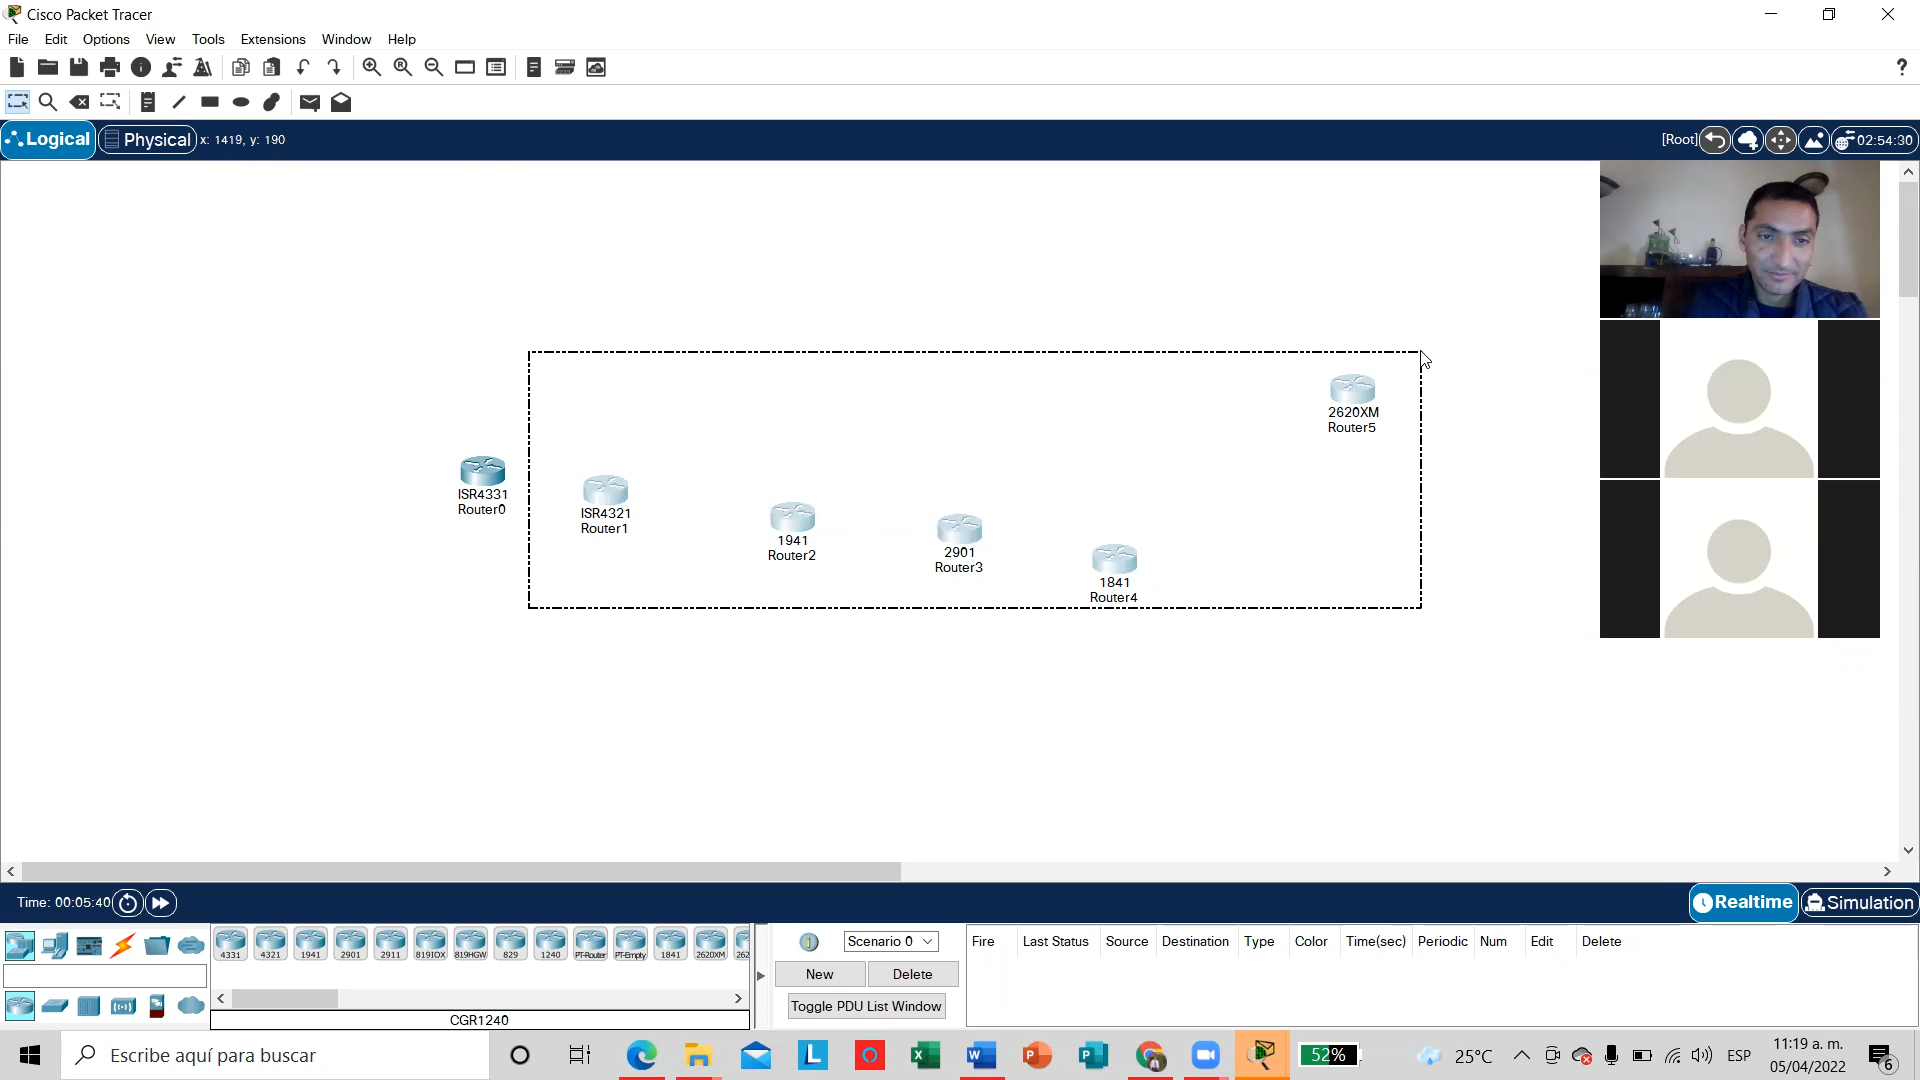 Cisco Packet Tracer
File Edit Options View Tools Extensions Window Help
?
Logical Physical x: 1419, y: 190 [Root] 02:54:30
2620XM
Router5
ISR4331
Router0
ISR4321
Router1
1941
Router2
2901
Router3
1841
Router4
Time: 00:05:40 Realtime Simulation
4331 4321 1941 2901 2911 819IOX 819HGW 829 1240 PT-Router PT-Empty 1841 2620XM 262
CGR1240
Scenario 0
New Delete
Toggle PDU List Window
Fire Last Status Source Destination Type Color Time(sec) Periodic Num Edit Delete
Escribe aquí para buscar
52%
25°C
ESP
11:19 a. m.
05/04/2022
6